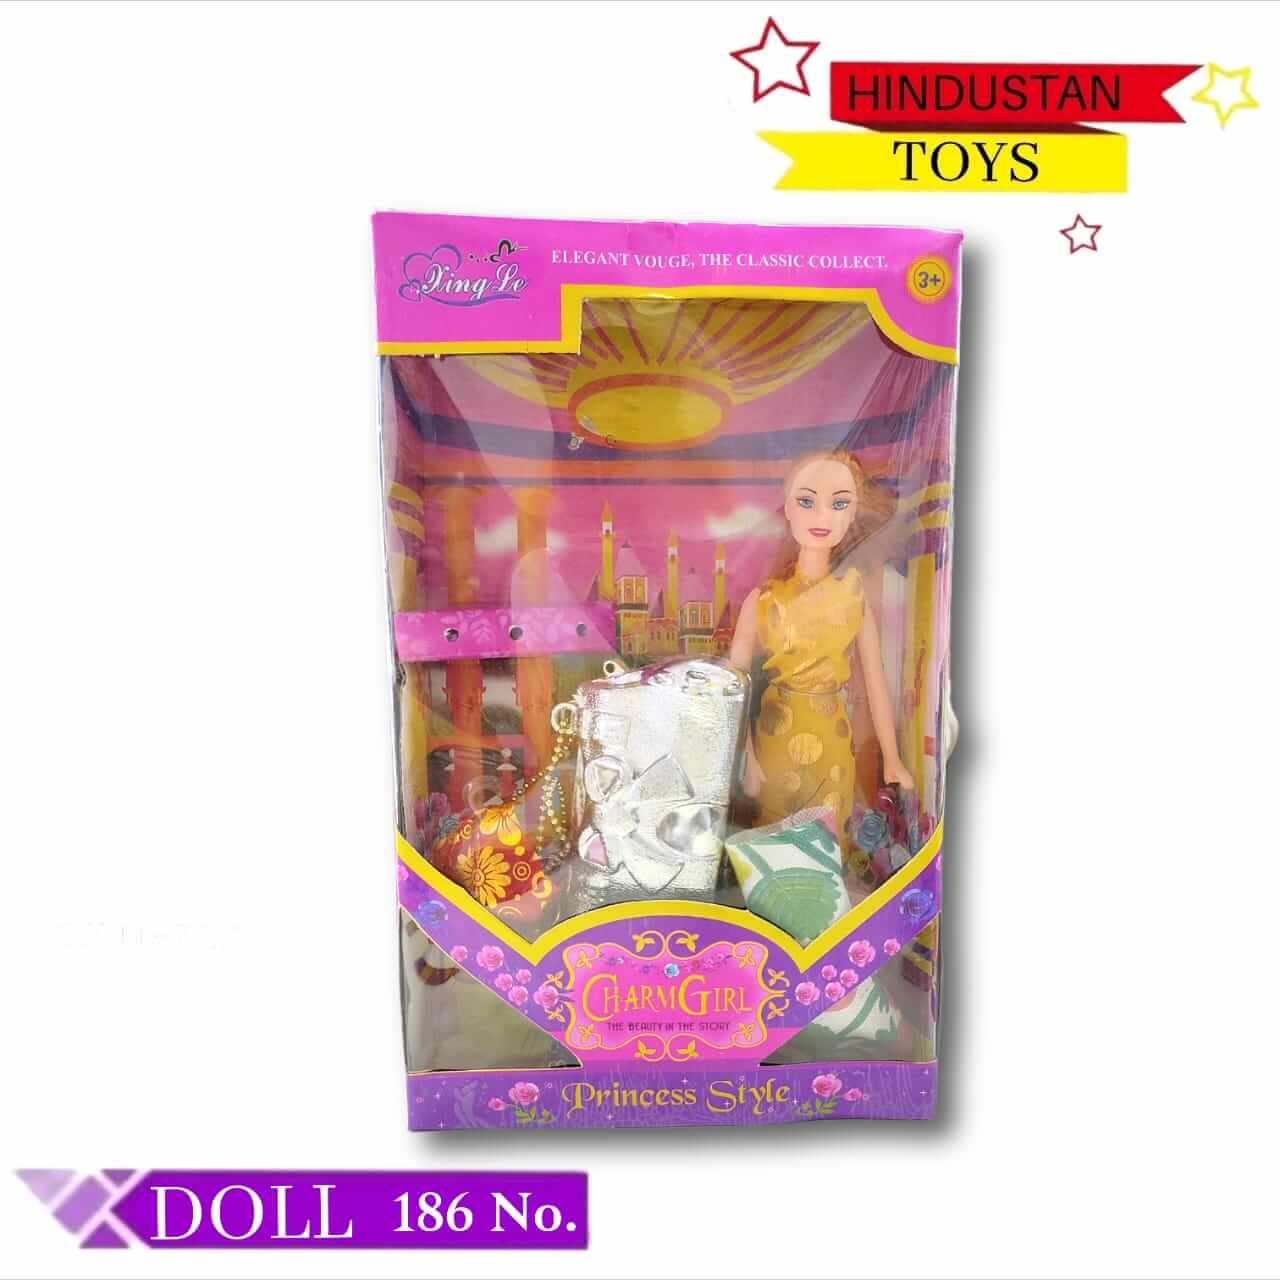 HINDUSTAN
TOYS
Xing Le
ELEGANT VOUGE, THE CLASSIC COLLECT.
3+
CHARMGIRL
THE BEAUTY IN THE STORY
Princess Style
DOLL 186 No.